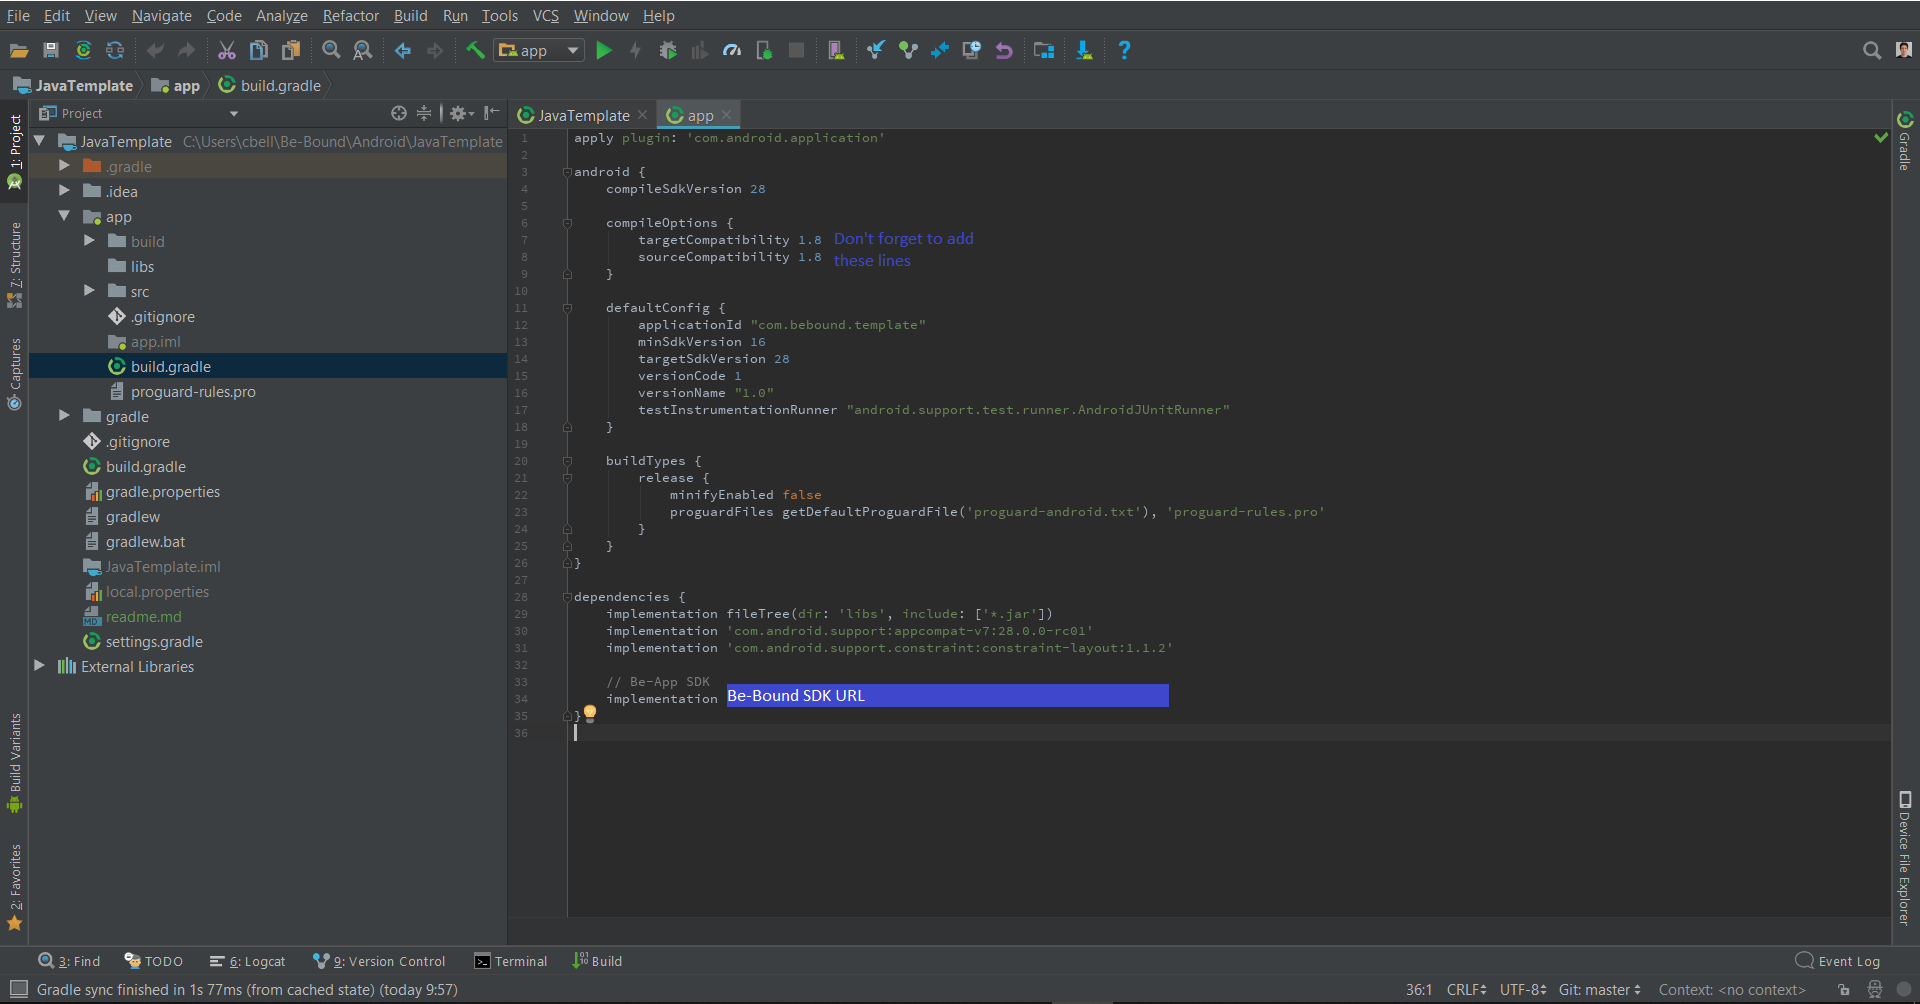 File Edit View Navigate Code Analyze Refactor Build Run Tools VCS Window Help
app
JavaTemplate app build.gradle
Project
JavaTemplate C:\Users\cbell\Be-Bound\Android\JavaTemplate
.gradle
.idea
app
build
libs
src
.gitignore
app.iml
build.gradle
proguard-rules.pro
gradle
.gitignore
build.gradle
gradle.properties
gradlew
gradlew.bat
JavaTemplate.iml
local.properties
readme.md
settings.gradle
External Libraries
1: Project
7: Structure
Captures
Build Variants
2: Favorites
JavaTemplate app
1 apply plugin: 'com.android.application'
2
3 android {
4 compileSdkVersion 28
5
6 compileOptions {
7 targetCompatibility 1.8 Don't forget to add
8 sourceCompatibility 1.8 these lines
9 }
10
11 defaultConfig {
12 applicationId "com.bebound.template"
13 minSdkVersion 16
14 targetSdkVersion 28
15 versionCode 1
16 versionName "1.0"
17 testInstrumentationRunner "android.support.test.runner.AndroidJUnitRunner"
18 }
19
20 buildTypes {
21 release {
22 minifyEnabled false
23 proguardFiles getDefaultProguardFile('proguard-android.txt'), 'proguard-rules.pro'
24 }
25 }
26 }
27
28 dependencies {
29 implementation fileTree(dir: 'libs', include: ['*.jar'])
30 implementation 'com.android.support:appcompat-v7:28.0.0-rc01'
31 implementation 'com.android.support.constraint:constraint-layout:1.1.2'
32
33 // Be-App SDK
34 implementation Be-Bound SDK URL
35 }
36
Gradle
Device File Explorer
3: Find TODO 6: Logcat 9: Version Control Terminal Build Event Log
Gradle sync finished in 1s 77ms (from cached state) (today 9:57) 36:1 CRLF UTF-8 Git: master Context: <no context>